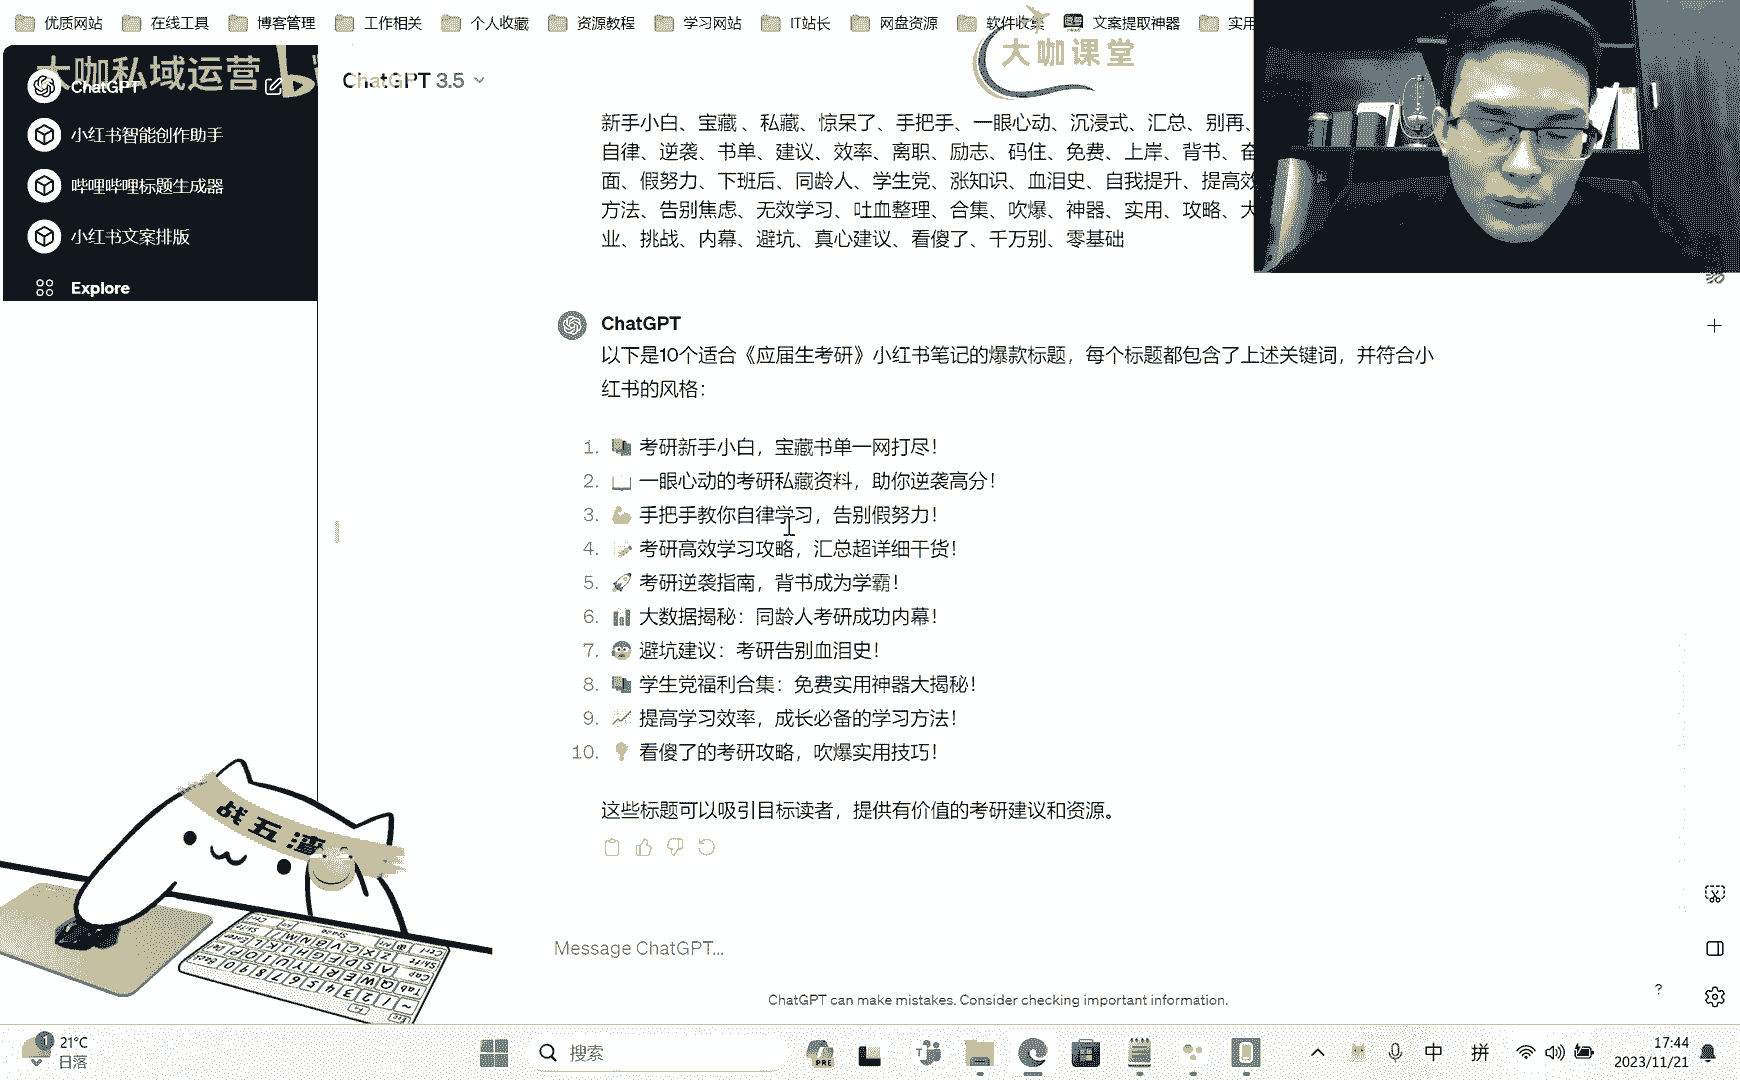 优质网站
在线工具
博客管理
工作相关
个人收藏
资源教程
学习网站
IT站长
网盘资源
软件收集
文案提取神器
实用
大咖私域运营
大咖课堂
ChatGPT
小红书智能创作助手
哔哩哔哩标题生成器
小红书文案排版
Explore
ChatGPT 3.5
新手小白、宝藏、私藏、惊呆了、手把手、一眼心动、沉浸式、汇总、别再、
自律、逆袭、书单、建议、效率、离职、励志、码住、免费、上岸、背书、奋
面、假努力、下班后、同龄人、学生党、涨知识、血泪史、自我提升、提高效
方法、告别焦虑、无效学习、吐血整理、合集、吹爆、神器、实用、攻略、大
业、挑战、内幕、避坑、真心建议、看傻了、千万别、零基础
ChatGPT
以下是10个适合《应届生考研》小红书笔记的爆款标题，每个标题都包含了上述关键词，并符合小
红书的风格：
1. 考研新手小白，宝藏书单一网打尽！
2. 一眼心动的考研私藏资料，助你逆袭高分！
3. 手把手教你自律学习，告别假努力！
4. 考研高效学习攻略，汇总超详细干货！
5. 考研逆袭指南，背书成为学霸！
6. 大数据揭秘：同龄人考研成功内幕！
7. 避坑建议：考研告别血泪史！
8. 学生党福利合集：免费实用神器大揭秘！
9. 提高学习效率，成长必备的学习方法！
10. 看傻了的考研攻略，吹爆实用技巧！
这些标题可以吸引目标读者，提供有价值的考研建议和资源。
战五渣
Message ChatGPT...
ChatGPT can make mistakes. Consider checking important information.
?
1
21°C
日落
搜索
PRE
中
拼
17:44
2023/11/21